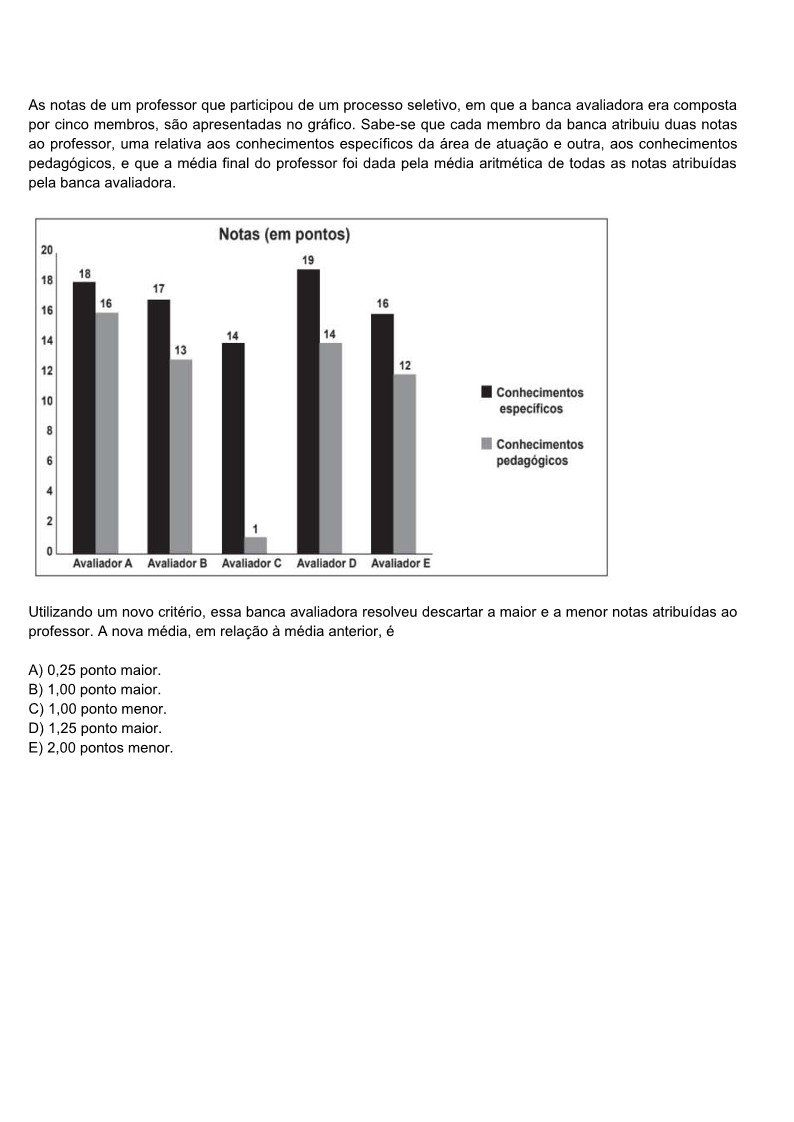 As notas de um professor que participou de um processo seletivo, em que a banca avaliadora era composta
por cinco membros, são apresentadas no gráfico. Sabe-se que cada membro da banca atribuiu duas notas
ao professor, uma relativa aos conhecimentos específicos da área de atuação e outra, aos conhecimentos
pedagógicos, e que a média final do professor foi dada pela média aritmética de todas as notas atribuídas
pela banca avaliadora.
Notas (em pontos)
20
18
16
14
12
10
8
6
4
2
0
18
16
17
13
14
1
19
14
16
12
Avaliador A
Avaliador B
Avaliador C
Avaliador D
Avaliador E
Conhecimentos
específicos
Conhecimentos
pedagógicos
Utilizando um novo critério, essa banca avaliadora resolveu descartar a maior e a menor notas atribuídas ao
professor. A nova média, em relação à média anterior, é
A) 0,25 ponto maior.
B) 1,00 ponto maior.
C) 1,00 ponto menor.
D) 1,25 ponto maior.
E) 2,00 pontos menor.